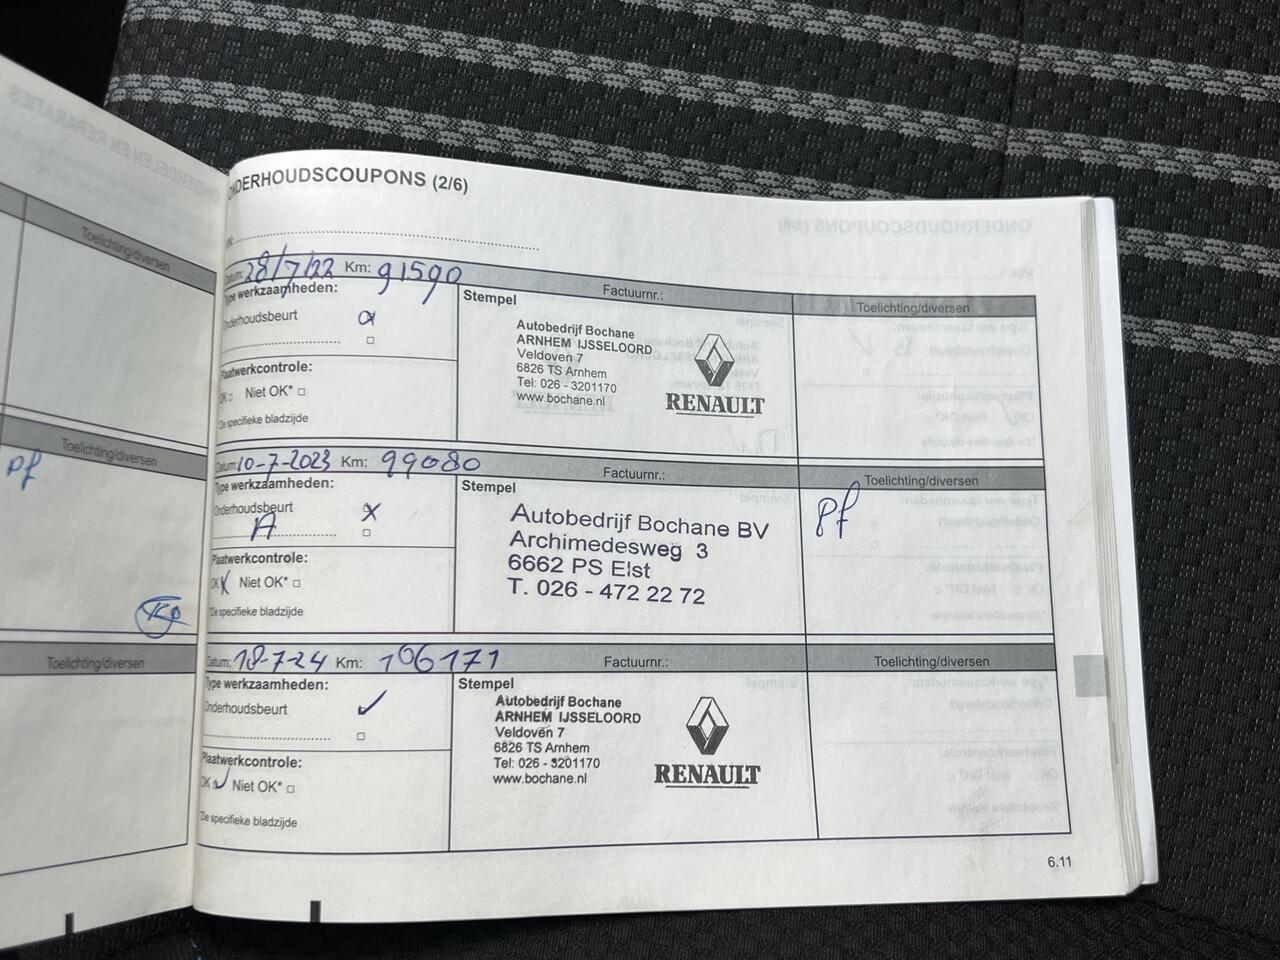 Toelichting/diversen
Toelichting/diversen
pf
Toelichting/diversen
ONDERHOUDSCOUPONS (2/6)
Datum: 28/7/22 Km: 91590 Factuurnr.: Toelichting/diversen
Type werkzaamheden:
Onderhoudsbeurt
Plaatwerkcontrole:
OK □ Niet OK* □
*Zie specifieke bladzijde
Stempel
Autobedrijf Bochane
ARNHEM IJSSELOORD
Veldoven 7
6826 TS Arnhem
Tel: 026 - 3201170
www.bochane.nl
RENAULT
Datum: 10-7-2023 Km: 99080 Factuurnr.: Toelichting/diversen
Type werkzaamheden:
Onderhoudsbeurt X
A
Plaatwerkcontrole:
OK X Niet OK* □
*Zie specifieke bladzijde
Stempel
Autobedrijf Bochane BV
Archimedesweg 3
6662 PS Elst
T. 026 - 472 22 72
pf
Datum: 18-7-24 Km: 106171 Factuurnr.: Toelichting/diversen
Type werkzaamheden:
Onderhoudsbeurt ✓
Plaatwerkcontrole:
OK ✓ Niet OK* □
*Zie specifieke bladzijde
Stempel
Autobedrijf Bochane
ARNHEM IJSSELOORD
Veldoven 7
6826 TS Arnhem
Tel: 026 - 3201170
www.bochane.nl
RENAULT
6.11